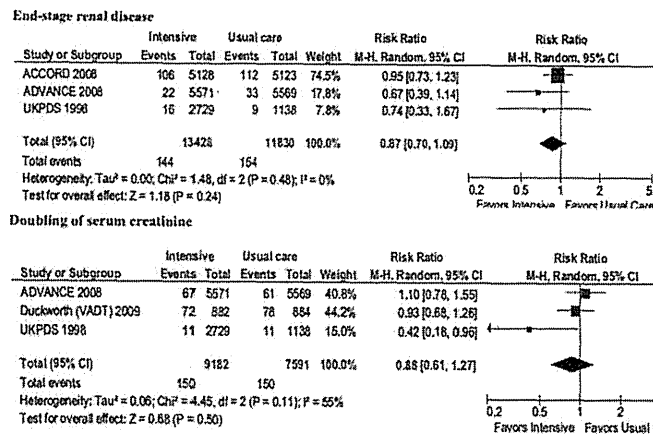 End-stage renal disease
Intensive Usual care Risk Ratio Risk Ratio
Study or Subgroup Events Total Events Total Weight M-H. Random, 95% CI M-H. Random, 95% CI
ACCORD 2008 106 5128 112 5123 74.5% 0.95 [0.73, 1.23]
ADVANCE 2008 22 5571 33 5569 17.8% 0.67 [0.39, 1.14]
UKPDS 1998 16 2729 9 1138 7.8% 0.74 [0.33, 1.67]
Total (95% CI) 13428 11830 100.0% 0.87 [0.70, 1.09]
Total events 144 154
Heterogeneity: Tau² = 0.00; Chi² = 1.48, df = 2 (P = 0.48); I² = 0%
Test for overall effect: Z = 1.18 (P = 0.24)
0.2 0.5 1 2 5
Favors Intensive Favors Usual Care
Doubling of serum creatinine
Intensive Usual care Risk Ratio Risk Ratio
Study or Subgroup Events Total Events Total Weight M-H, Random, 95% CI M-H, Random, 95% CI
ADVANCE 2008 67 5571 61 5569 40.8% 1.10 [0.78, 1.55]
Duckworth (VADT) 2009 72 882 78 884 44.2% 0.93 [0.68, 1.26]
UKPDS 1998 11 2729 11 1138 15.0% 0.42 [0.18, 0.96]
Total (95% CI) 9182 7591 100.0% 0.88 [0.61, 1.27]
Total events 150 150
Heterogeneity: Tau² = 0.06; Chi² = 4.45, df = 2 (P = 0.11); I² = 55%
Test for overall effect: Z = 0.68 (P = 0.50)
0.2 0.5 1 2
Favors Intensive Favors Usual